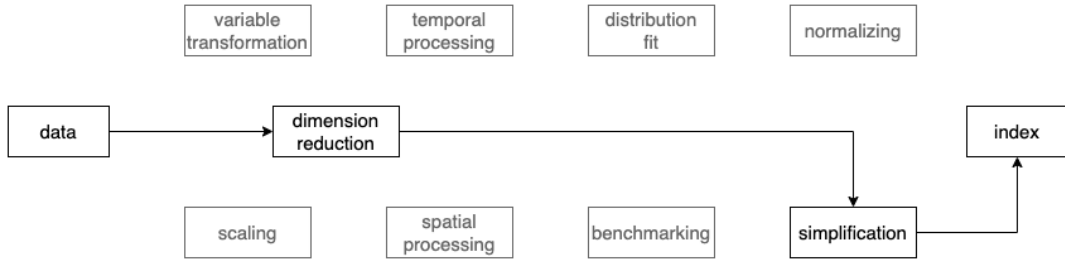 variable
transformation
temporal
processing
distribution
fit
normalizing
data
dimension
reduction
index
scaling
spatial
processing
benchmarking
simplification